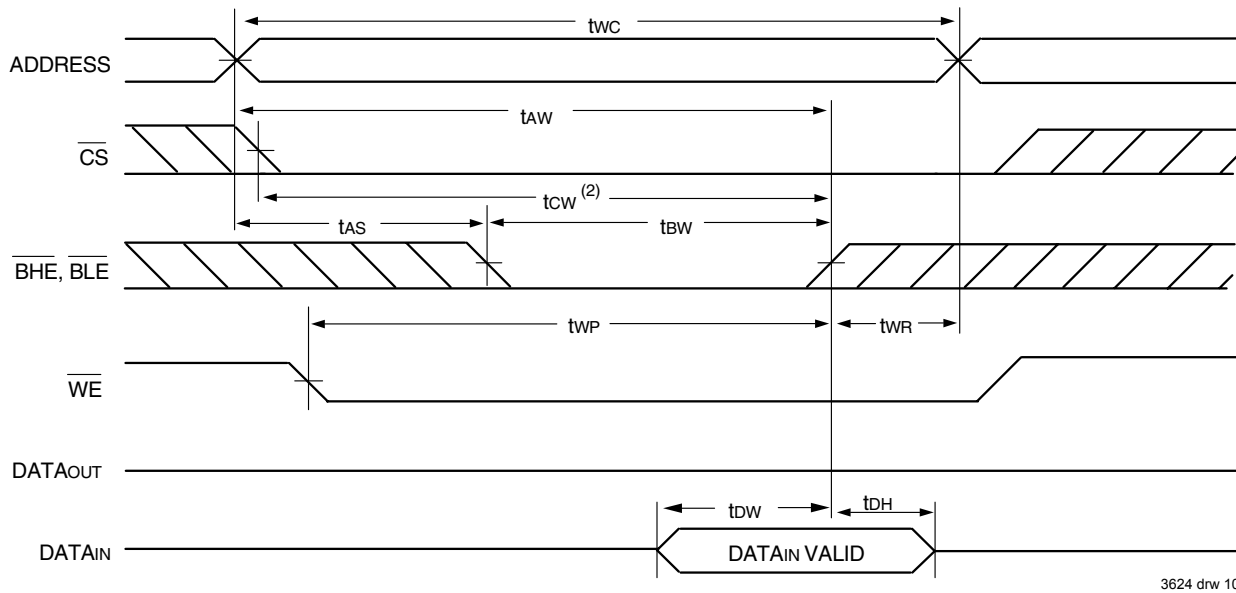 tWC
ADDRESS
tAW
CS
tCW (2)
tAS
tBW
BHE, BLE
tWP
tWR
WE
DATAOUT
tDW
tDH
DATAIN
DATAIN VALID
3624 drw 10